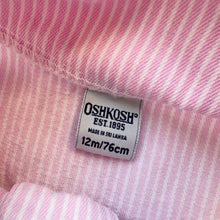 OSHKOSH®
EST. 1895
MADE IN SRI LANKA
12m/76cm